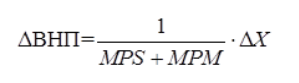 ΔВНП= 1 / (MPS + MPM) · ΔX